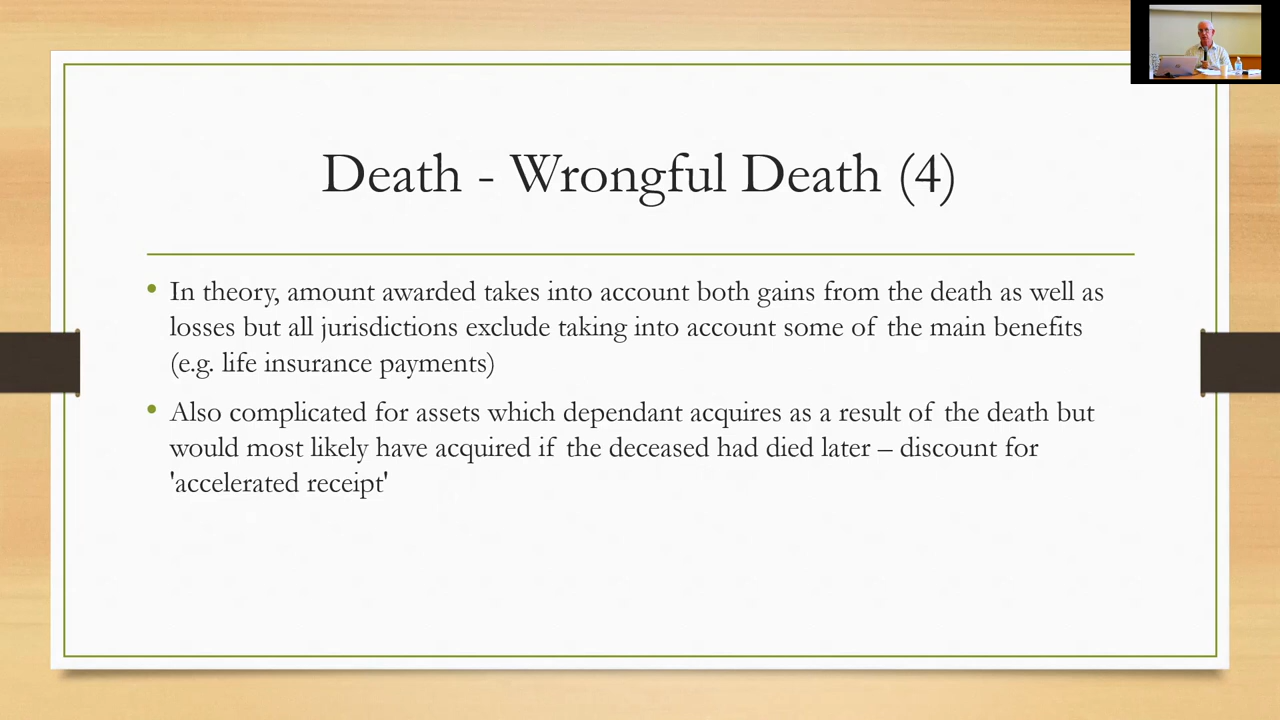 Death - Wrongful Death (4)
• In theory, amount awarded takes into account both gains from the death as well as
losses but all jurisdictions exclude taking into account some of the main benefits
(e.g. life insurance payments)
• Also complicated for assets which dependant acquires as a result of the death but
would most likely have acquired if the deceased had died later – discount for
'accelerated receipt'